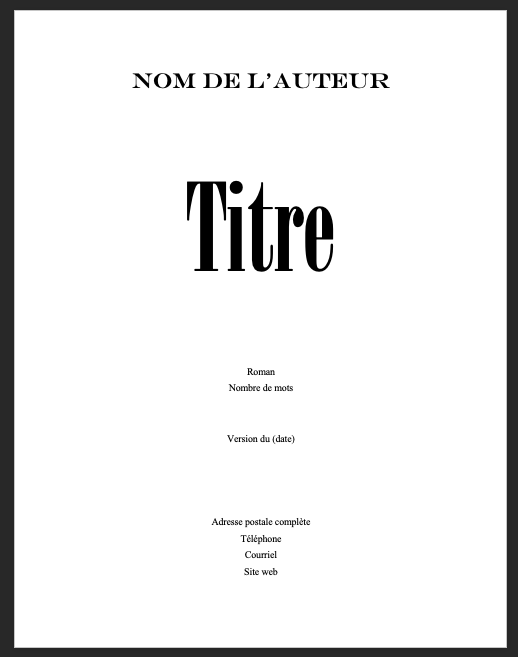 NOM DE L'AUTEUR
Titre
Roman
Nombre de mots
Version du (date)
Adresse postale complète
Téléphone
Courriel
Site web